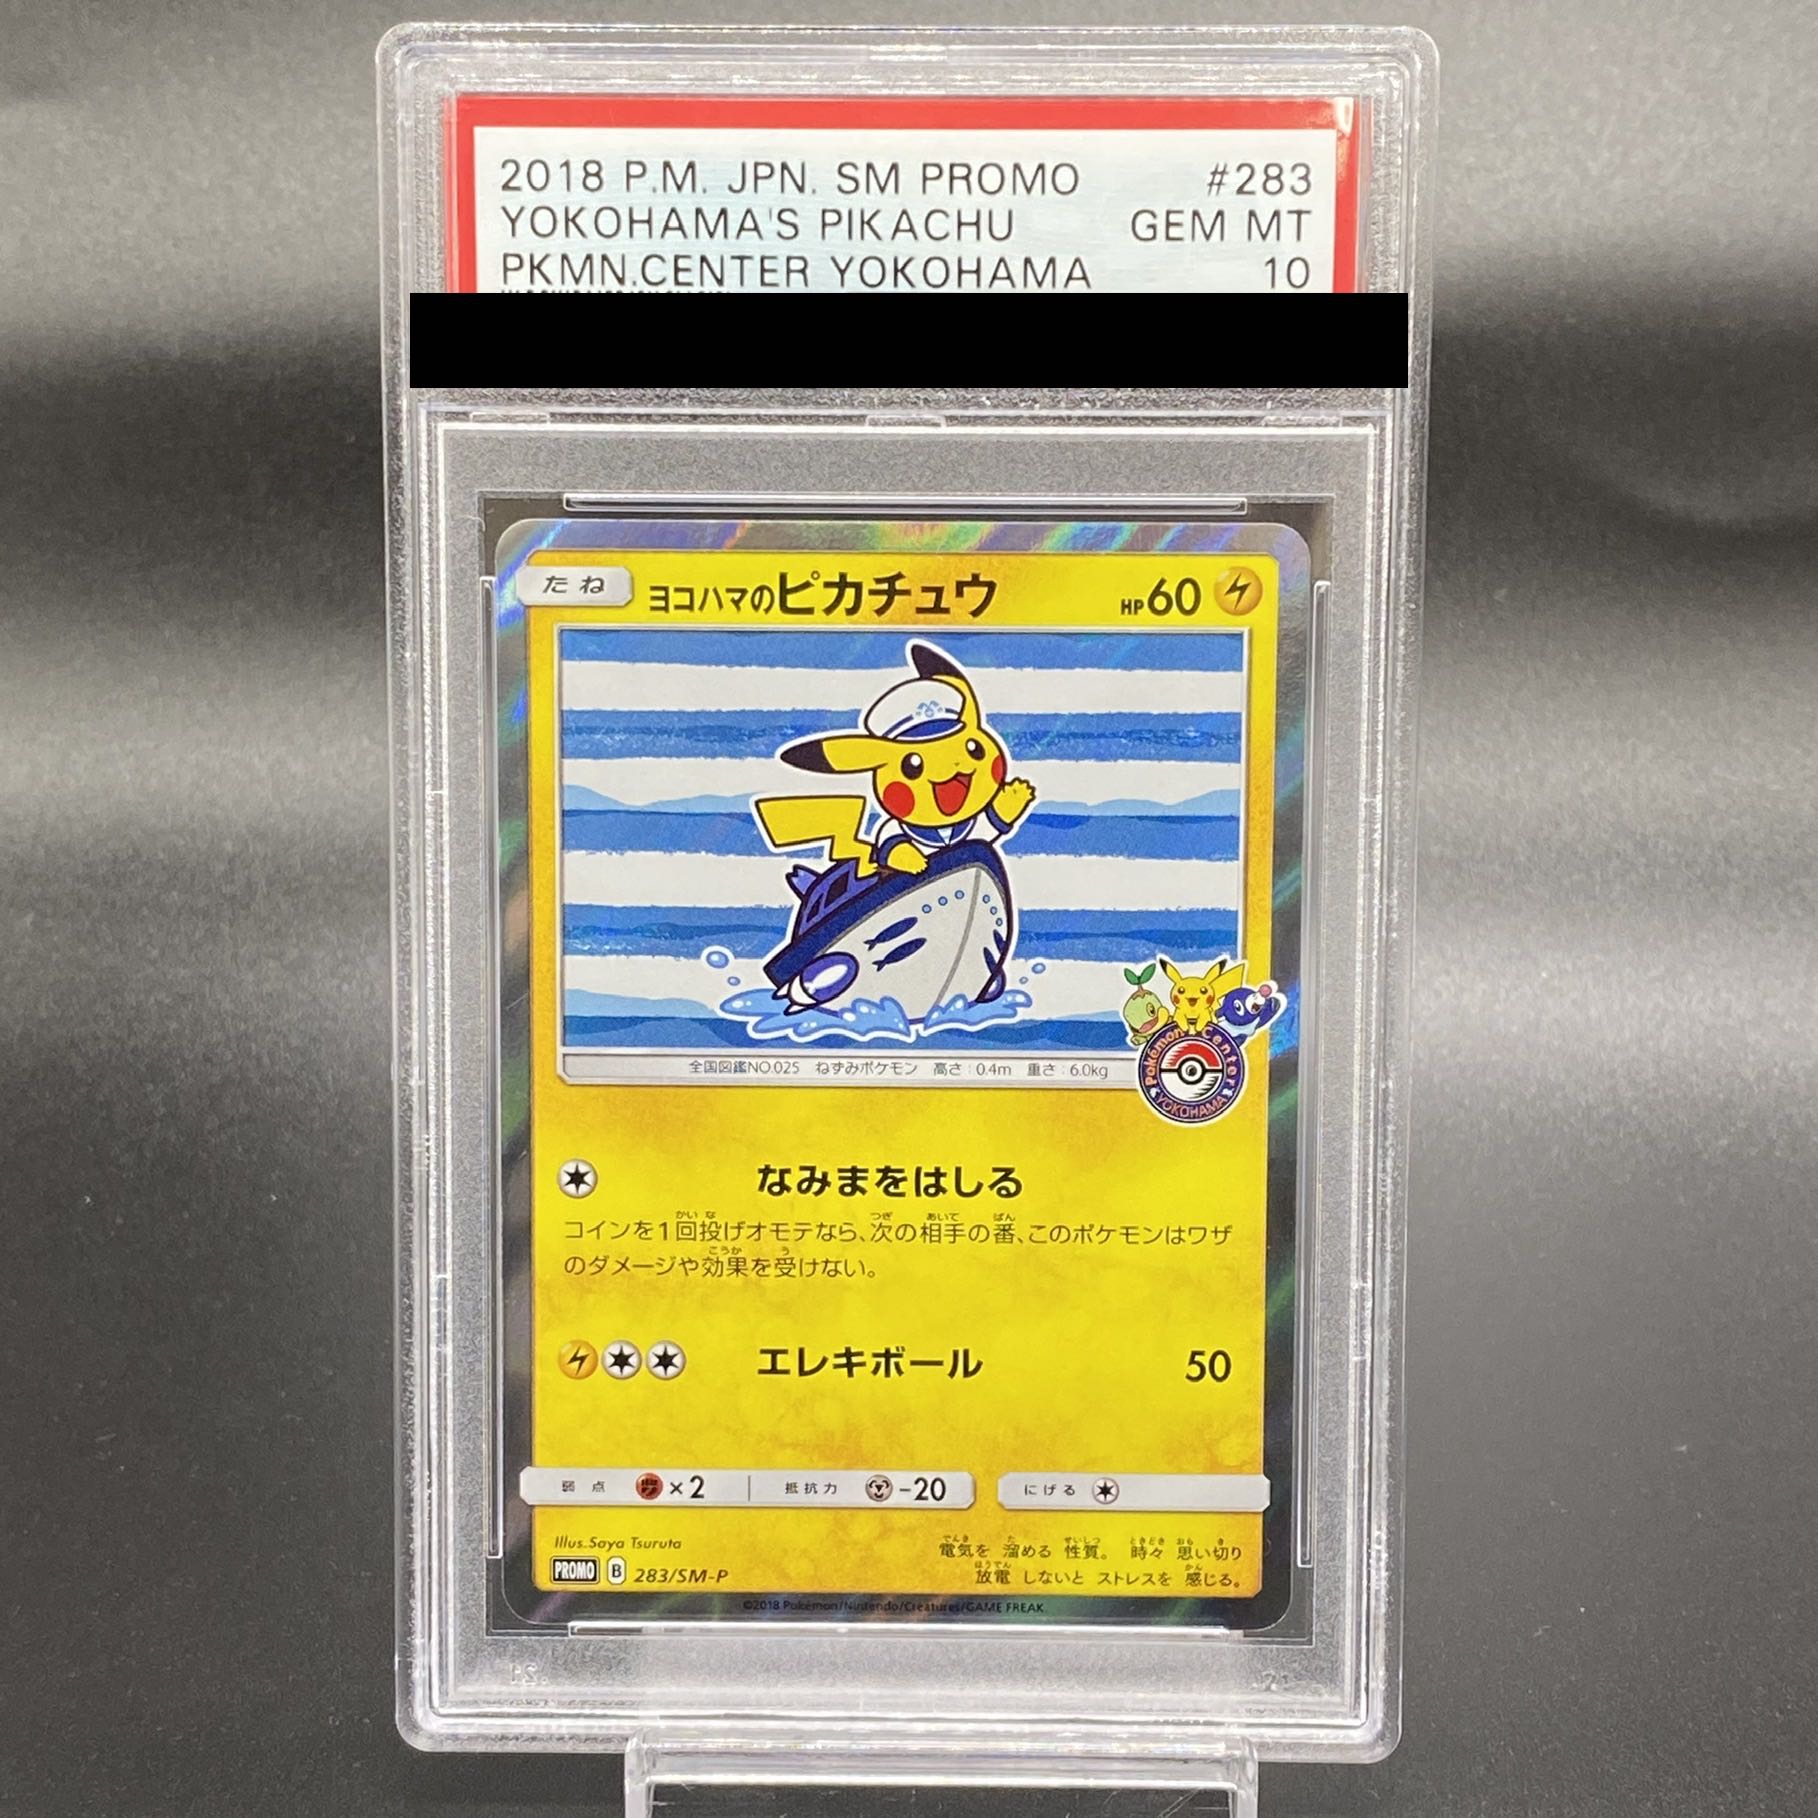 2018 P.M. JPN. SM PROMO #283
YOKOHAMA'S PIKACHU GEM MT
PKMN.CENTER YOKOHAMA 10
たね ヨコハマのピカチュウ HP60
全国図鑑NO.025 ねずみポケモン 高さ:0.4m 重さ:6.0kg
Pokémon Center
YOKOHAMA
なみまをはしる
コインを1回投げオモテなら、次の相手の番、このポケモンはワザ
のダメージや効果を受けない。
エレキボール 50
弱点 ×2 抵抗力 -20 にげる
Illus. Saya Tsuruta
電気を 溜める 性質。 時々 思い切り
放電 しないと ストレスを 感じる。
PROMO B 283/SM-P
©2018 Pokémon/Nintendo/Creatures/GAME FREAK